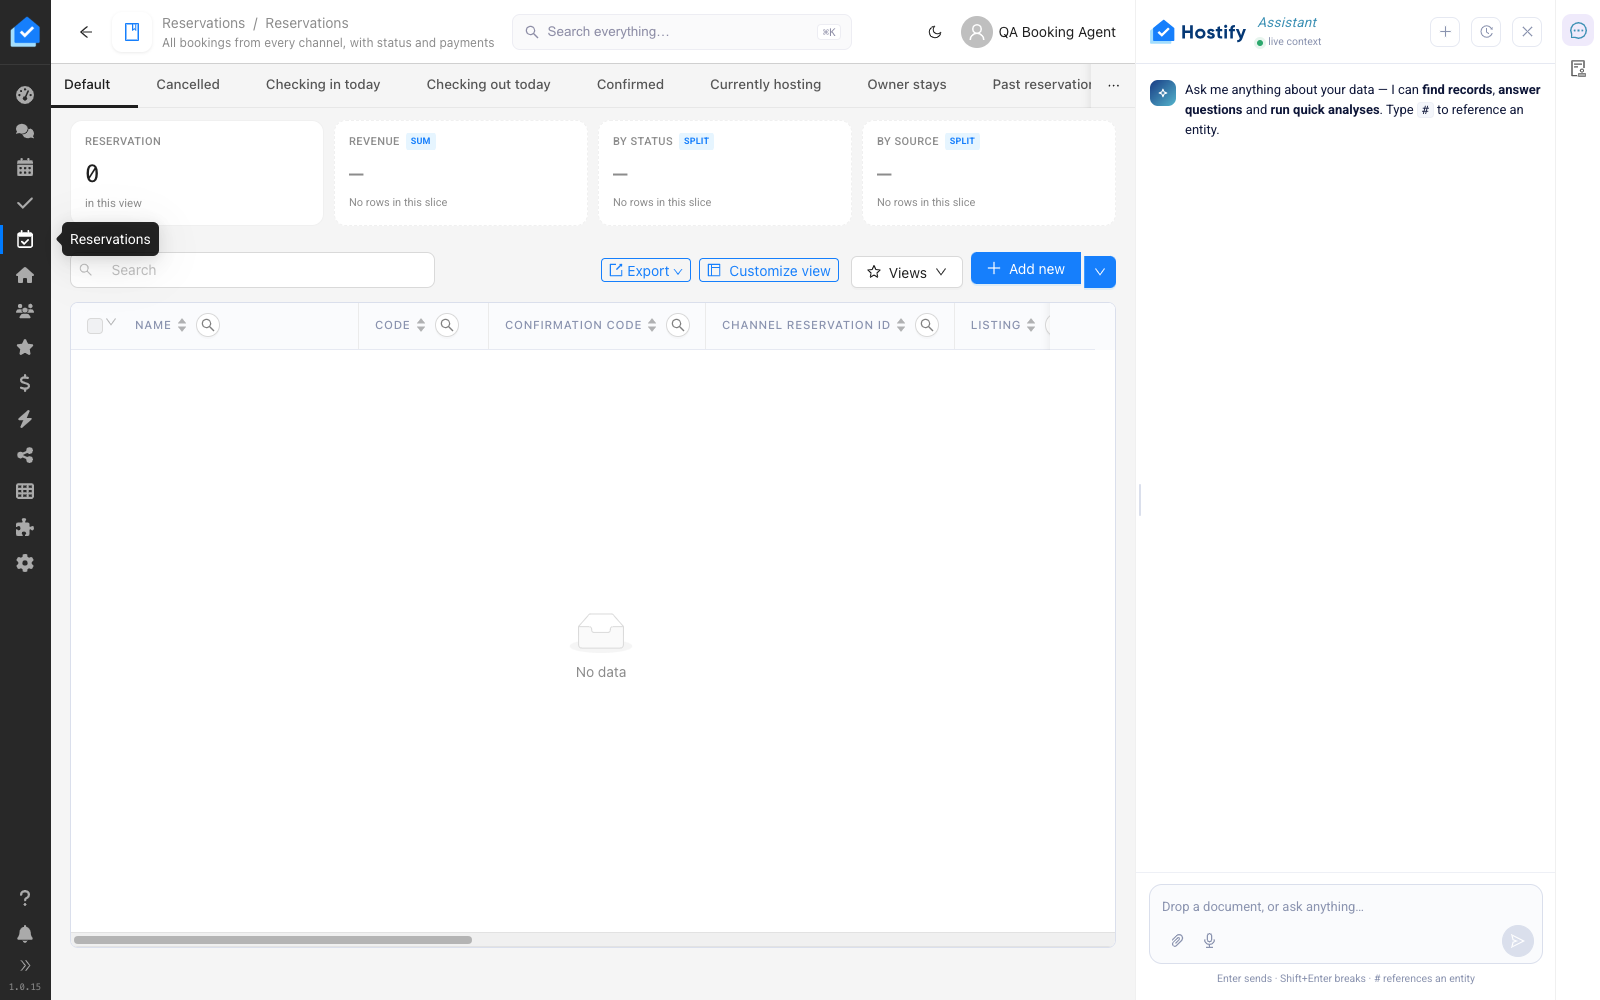 Reservations / Reservations
All bookings from every channel, with status and payments
Search everything...
⌘K
QA Booking Agent
Hostify
Assistant
live context
Default
Cancelled
Checking in today
Checking out today
Confirmed
Currently hosting
Owner stays
Past reservation
RESERVATION
0
in this view
REVENUE SUM
—
No rows in this slice
BY STATUS SPLIT
—
No rows in this slice
BY SOURCE SPLIT
—
No rows in this slice
Reservations
Search
Export
Customize view
Views
Add new
NAME
CODE
CONFIRMATION CODE
CHANNEL RESERVATION ID
LISTING
No data
1.0.15
Ask me anything about your data — I can find records, answer
questions and run quick analyses. Type # to reference an
entity.
Drop a document, or ask anything...
Enter sends · Shift+Enter breaks · # references an entity